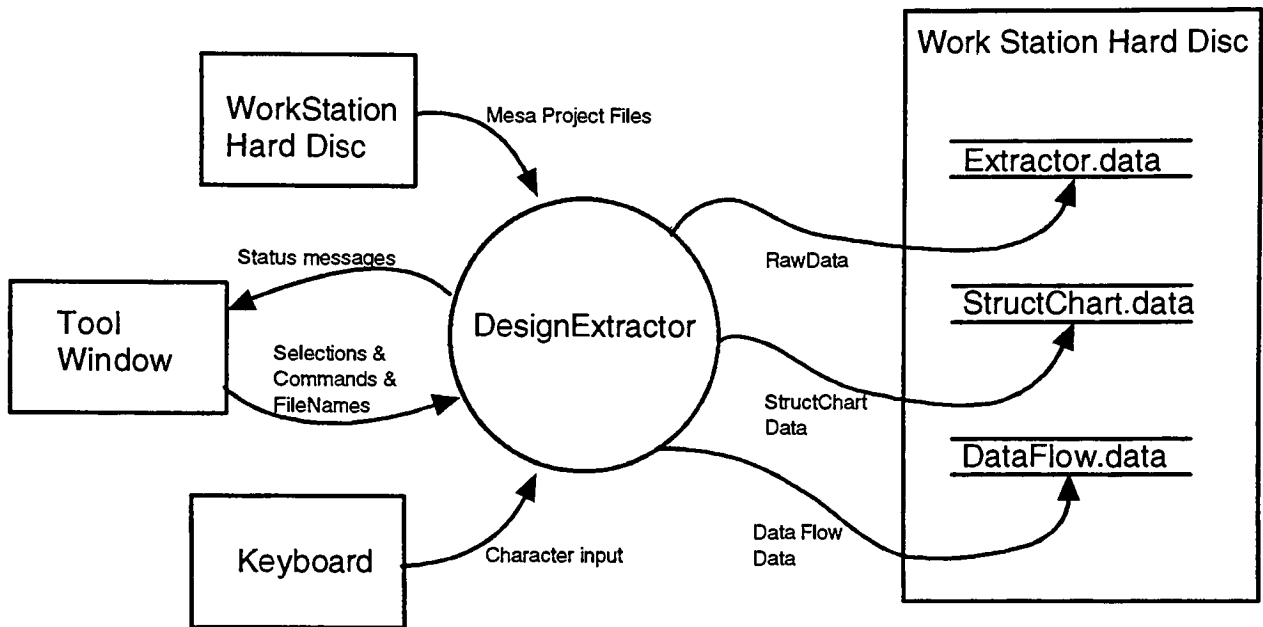 Work Station Hard Disc
WorkStation
Hard Disc
Mesa Project Files
Extractor.data
Status messages
RawData
StructChart.data
Tool
Window
DesignExtractor
Selections &
Commands &
FileNames
StructChart
Data
DataFlow.data
Keyboard
Character input
Data Flow
Data